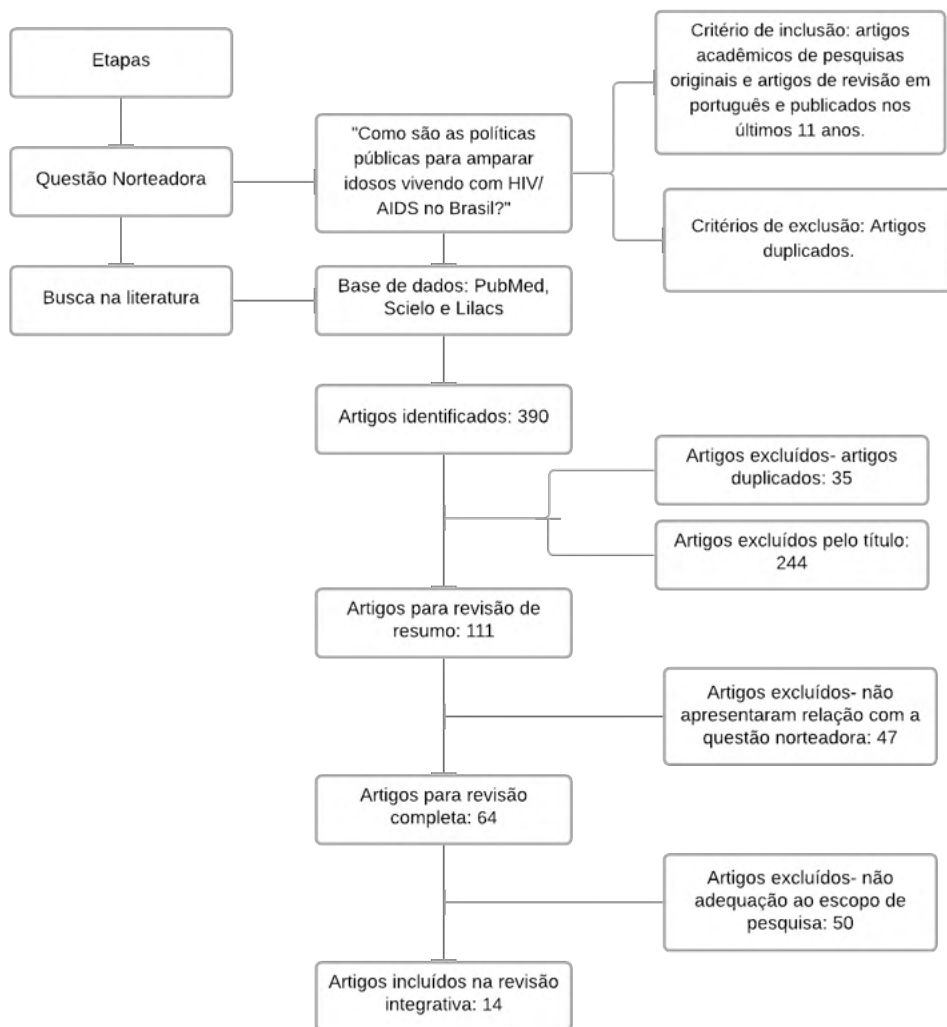 Etapas
Critério de inclusão: artigos
acadêmicos de pesquisas
originais e artigos de revisão em
português e publicados nos
últimos 11 anos.
Questão Norteadora
"Como são as políticas
públicas para amparar
idosos vivendo com HIV/
AIDS no Brasil?"
Critérios de exclusão: Artigos
duplicados.
Busca na literatura
Base de dados: PubMed,
Scielo e Lilacs
Artigos identificados: 390
Artigos excluídos- artigos
duplicados: 35
Artigos excluídos pelo título:
244
Artigos para revisão de
resumo: 111
Artigos excluídos- não
apresentaram relação com a
questão norteadora: 47
Artigos para revisão
completa: 64
Artigos excluídos- não
adequação ao escopo de
pesquisa: 50
Artigos incluídos na revisão
integrativa: 14